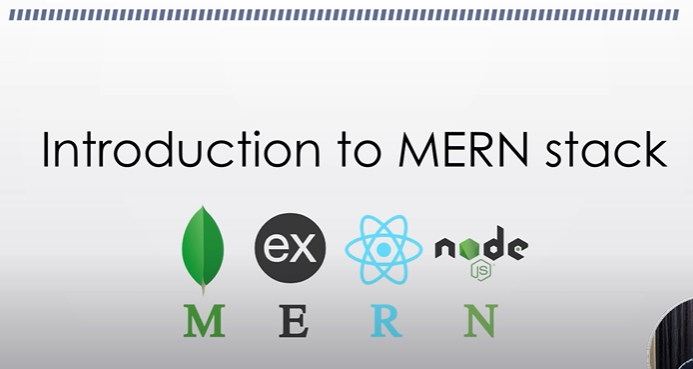 Introduction to MERN stack
ex node
JS
M E R N